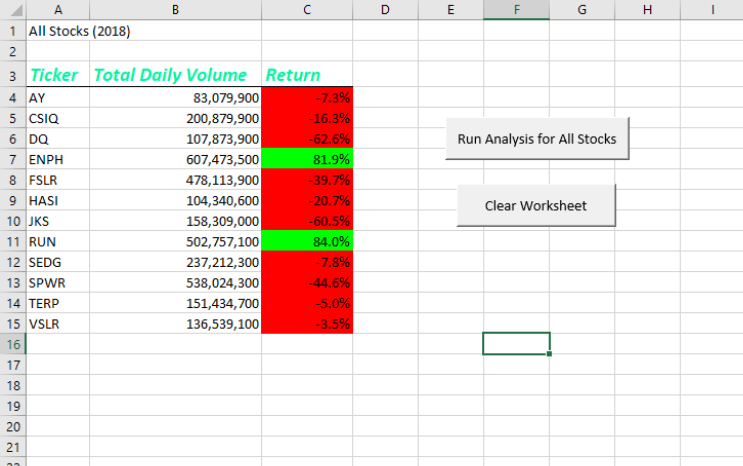 A B C D E F G H I
1 All Stocks (2018)
2
3 Ticker Total Daily Volume Return
4 AY 83,079,900 -7.3%
5 CSIQ 200,879,900 -16.3%
6 DQ 107,873,900 -62.6% Run Analysis for All Stocks
7 ENPH 607,473,500 81.9%
8 FSLR 478,113,900 -39.7%
9 HASI 104,340,600 -20.7% Clear Worksheet
10 JKS 158,309,000 -60.5%
11 RUN 502,757,100 84.0%
12 SEDG 237,212,300 -7.8%
13 SPWR 538,024,300 -44.6%
14 TERP 151,434,700 -5.0%
15 VSLR 136,539,100 -3.5%
16
17
18
19
20
21